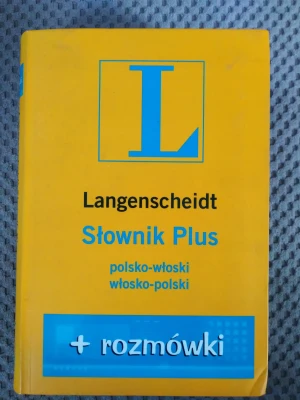 L
Langenscheidt
Słownik Plus
polsko-włoski
włosko-polski
+ rozmówki